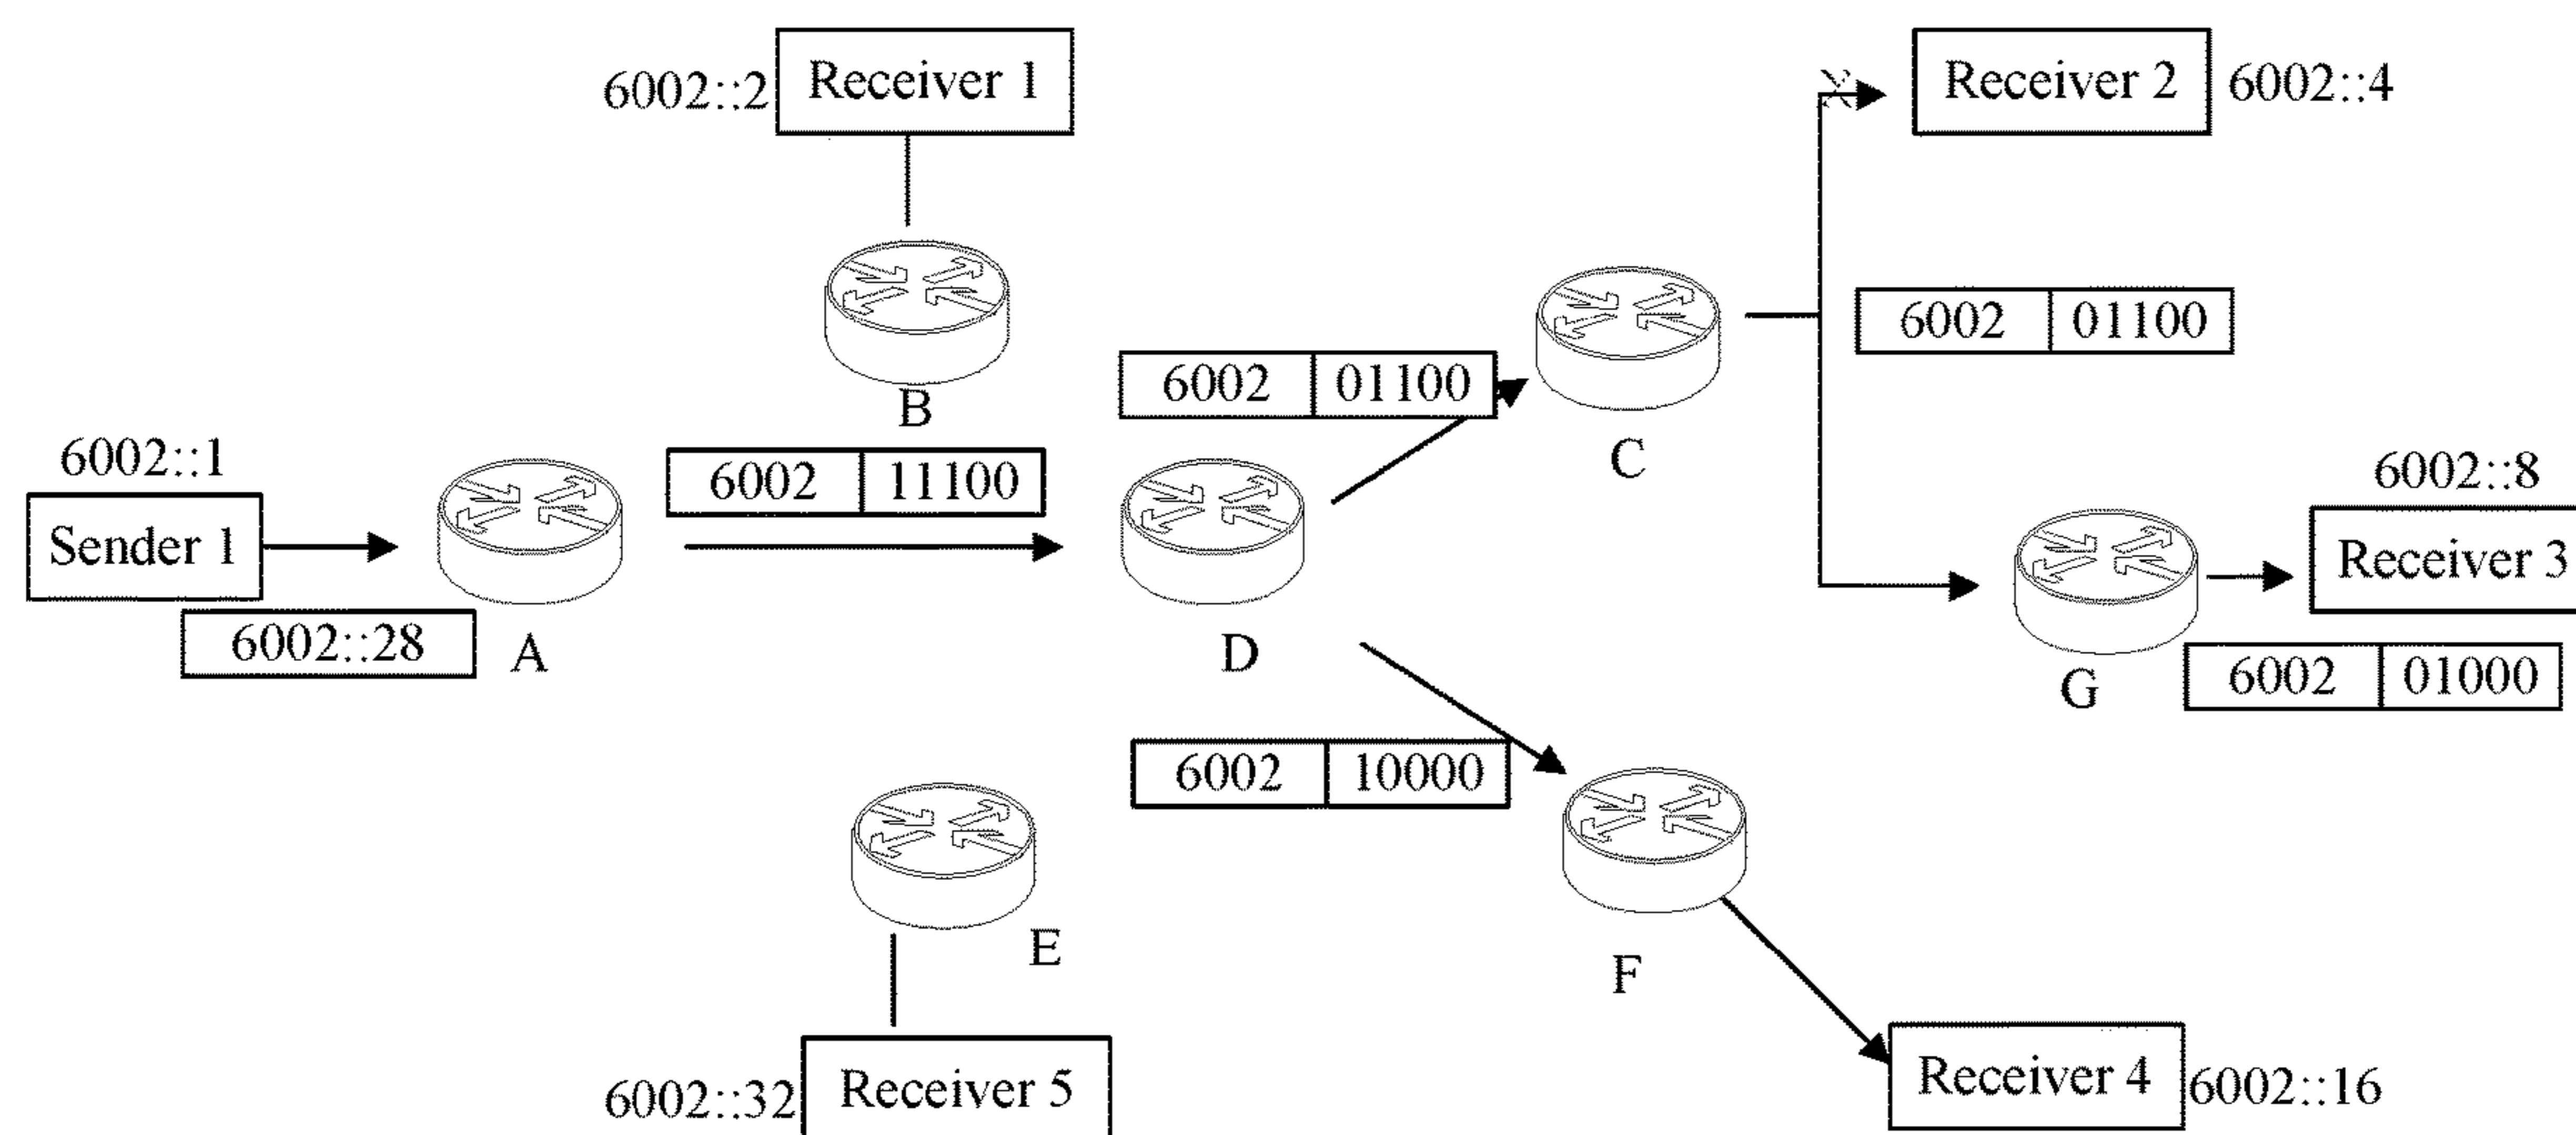 6002::2
Receiver 1
Receiver 2
6002::4
6002
01100
6002
01100
B
C
6002::1
6002
11100
6002::8
Sender 1
Receiver 3
6002::28
A
D
G
6002
01000
6002
10000
E
F
6002::32
Receiver 5
Receiver 4
6002::16